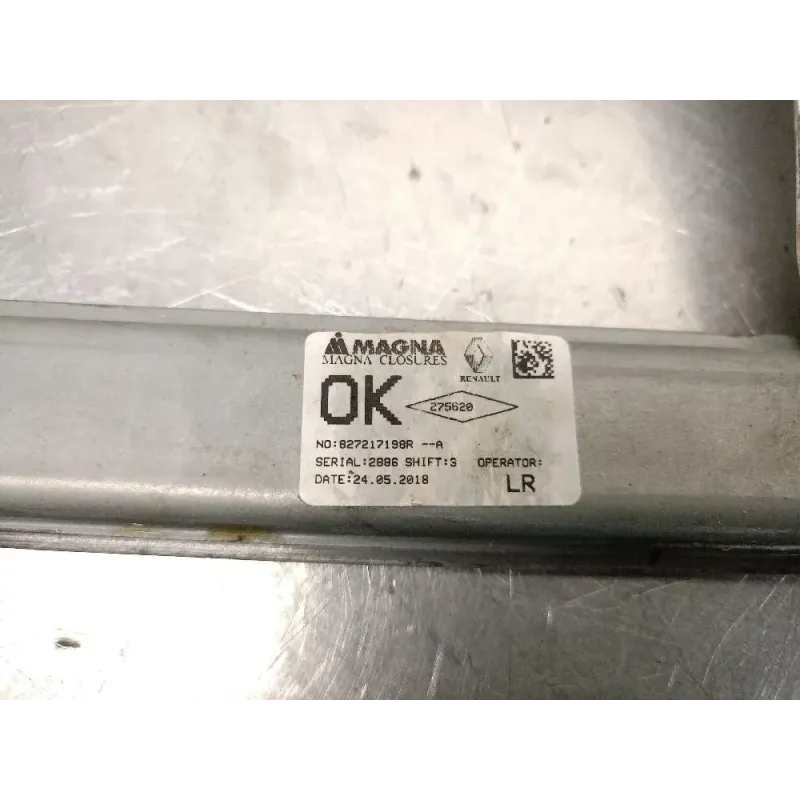 MAGNA
MAGNA CLOSURES
RENAULT
OK
275620
NO:827217198R --A
SERIAL:2886 SHIFT:3 OPERATOR:
DATE:24.05.2018 LR